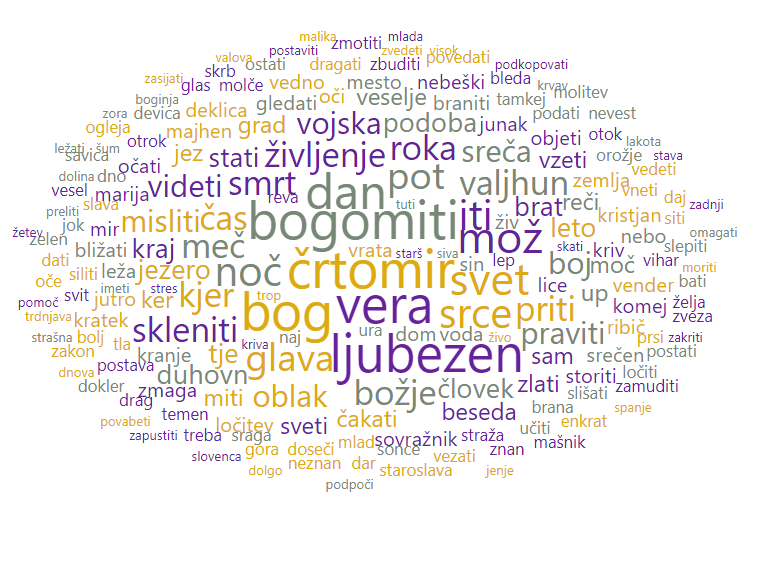 malika mlada
postaviti zmotiti zvedeti visok
valova dragati povedati
ostati zbuditi podkopovati
zasijati skrb vedno mesto nebeški bleda krvav
glas molče oči veselje tamkej molitev
boginja deklica gledati braniti podati nevest
zora devica vojska podoba junak otok
ogleja majhen grad objeti lakota
ležati šum otrok jez stati življenje roka sreča vzeti orožje stava
savica očati
dolina dno videti smrt dan pot valjhun zemlja vedeti
vesel marija reva reči vneti daj zadnji
preliti slava čas tuti brat kristjan siti
žetev jok mir misliti bogomiti iti živ leto nebo omagati
zelen kraj meč vrata starš siva mož skati kriv slepiti
dati bližati sin lep boj moč vihar
oče siliti leža jezero noč črtomir svet lice up vender bati moriti
pomoč svit jutro imeti stres kjer trop vera srce priti komej želja
trdnjava kratek ker bog ribič zveza
strašna bolj tla skleniti kriva naj ura dom voda živo praviti prsi zakriti
zakon postava kranje tje glava ljubezen sam srečen postati
dnova duhovn ločiti
dokler zmaga miti oblak božje človek zlati storiti slišati zamuditi
drag beseda brana spanje
povabeti temen ločitev sveti čakati enkrat
zapustiti treba sraga mlad sovražnik straža učiti
slovenca gora doseči sonce vezati znan mašnik
dolgo neznan dar staroslava jenje
podpoči